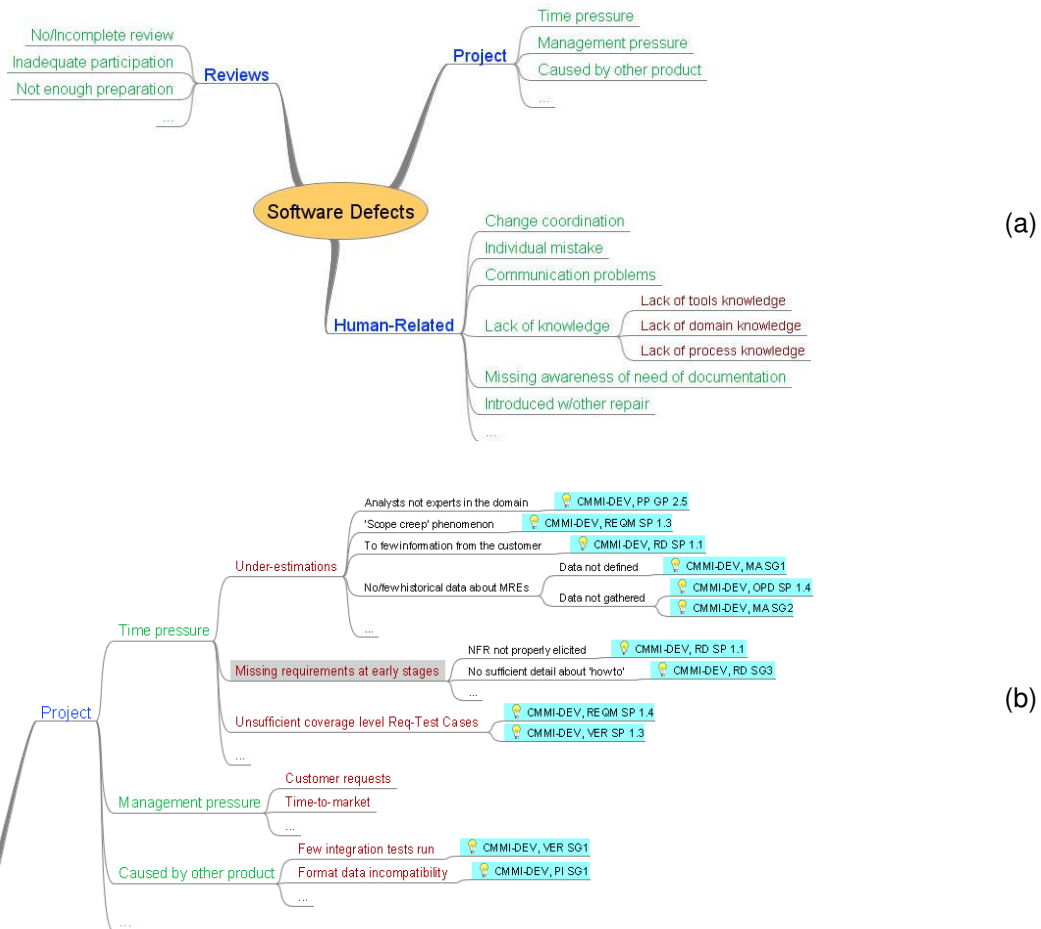 No/Incomplete review
Inadequate participation
Not enough preparation
...
Reviews
Project
Time pressure
Management pressure
Caused by other product
...
Software Defects
(a)
Human-Related
Change coordination
Individual mistake
Communication problems
Lack of knowledge
Lack of tools knowledge
Lack of domain knowledge
Lack of process knowledge
Missing awareness of need of documentation
Introduced w/other repair
...
Project
Time pressure
Under-estimations
Analysts not experts in the domain
CMMI-DEV, PP GP 2.5
'Scope creep' phenomenon
CMMI-DEV, REQM SP 1.3
To few information from the customer
CMMI-DEV, RD SP 1.1
No/few historical data about MREs
Data not defined
CMMI-DEV, MA SG1
Data not gathered
CMMI-DEV, OPD SP 1.4
CMMI-DEV, MA SG2
...
Missing requirements at early stages
NFR not properly elicited
CMMI-DEV, RD SP 1.1
No sufficient detail about 'howto'
CMMI-DEV, RD SG3
...
Unsufficient coverage level Req-Test Cases
CMMI-DEV, REQM SP 1.4
CMMI-DEV, VER SP 1.3
...
(b)
Management pressure
Customer requests
Time-to-market
...
Caused by other product
Few integration tests run
CMMI-DEV, VER SG1
Format data incompatibility
CMMI-DEV, PI SG1
...
...